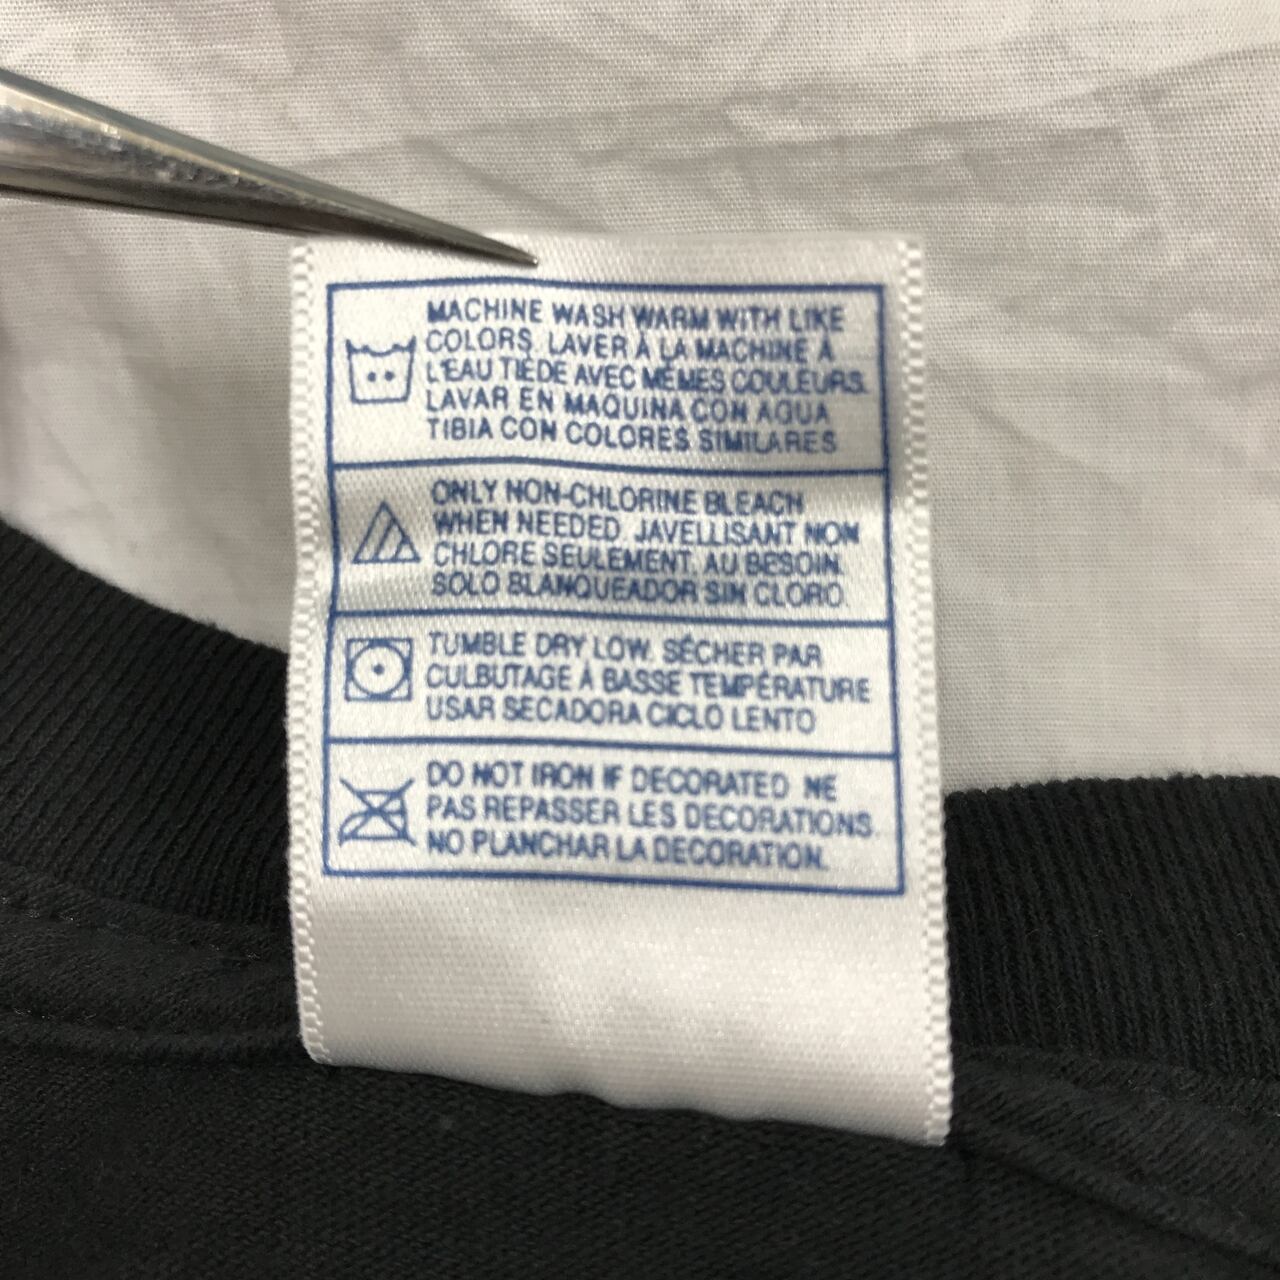 MACHINE WASH WARM WITH LIKE
COLORS. LAVER À LA MACHINE À
L'EAU TIÈDE AVEC MÊMES COULEURS.
LAVAR EN MAQUINA CON AGUA
TIBIA CON COLORES SIMILARES
ONLY NON-CHLORINE BLEACH
WHEN NEEDED. JAVELLISANT NON
CHLORE SEULEMENT. AU BESOIN.
SOLO BLANQUEADOR SIN CLORO.
TUMBLE DRY LOW. SÉCHER PAR
CULBUTAGE À BASSE TEMPÉRATURE
USAR SECADORA CICLO LENTO
DO NOT IRON IF DECORATED. NE
PAS REPASSER LES DECORATIONS.
NO PLANCHAR LA DECORATION.